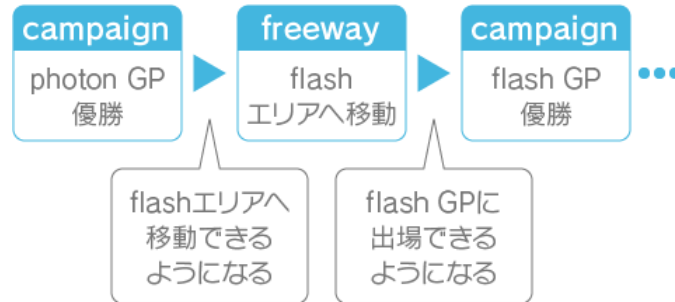 campaign
photon GP
優勝
freeway
flash
エリアへ移動
campaign
flash GP
優勝
flashエリアへ
移動できる
ようになる
flash GPに
出場できる
ようになる